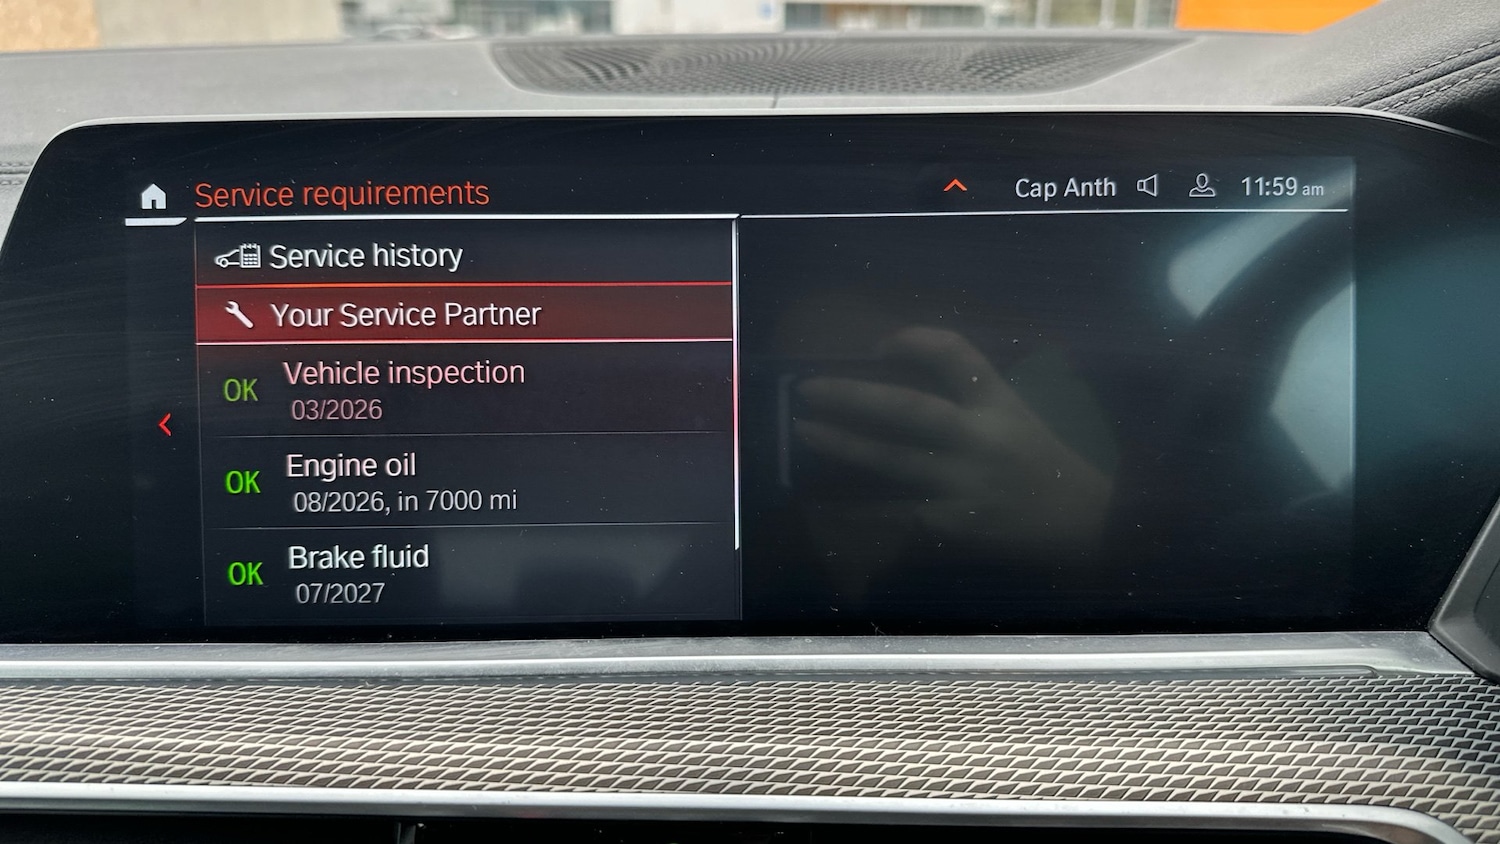 Service requirements
Cap Anth 11:59 am
Service history
Your Service Partner
OK Vehicle inspection
03/2026
OK Engine oil
08/2026, in 7000 mi
OK Brake fluid
07/2027